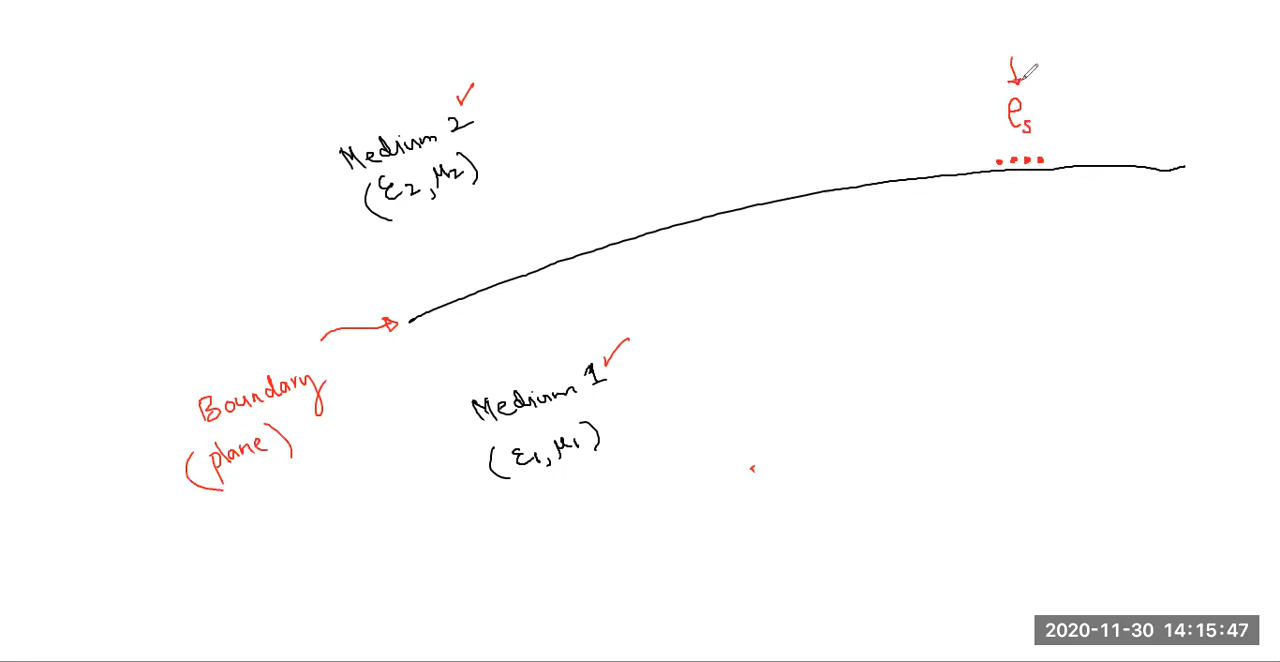 Medium 2
(ε2, μ2)
ρs
Boundary
(plane)
Medium 1
(ε1, μ1)
2020-11-30 14:15:47